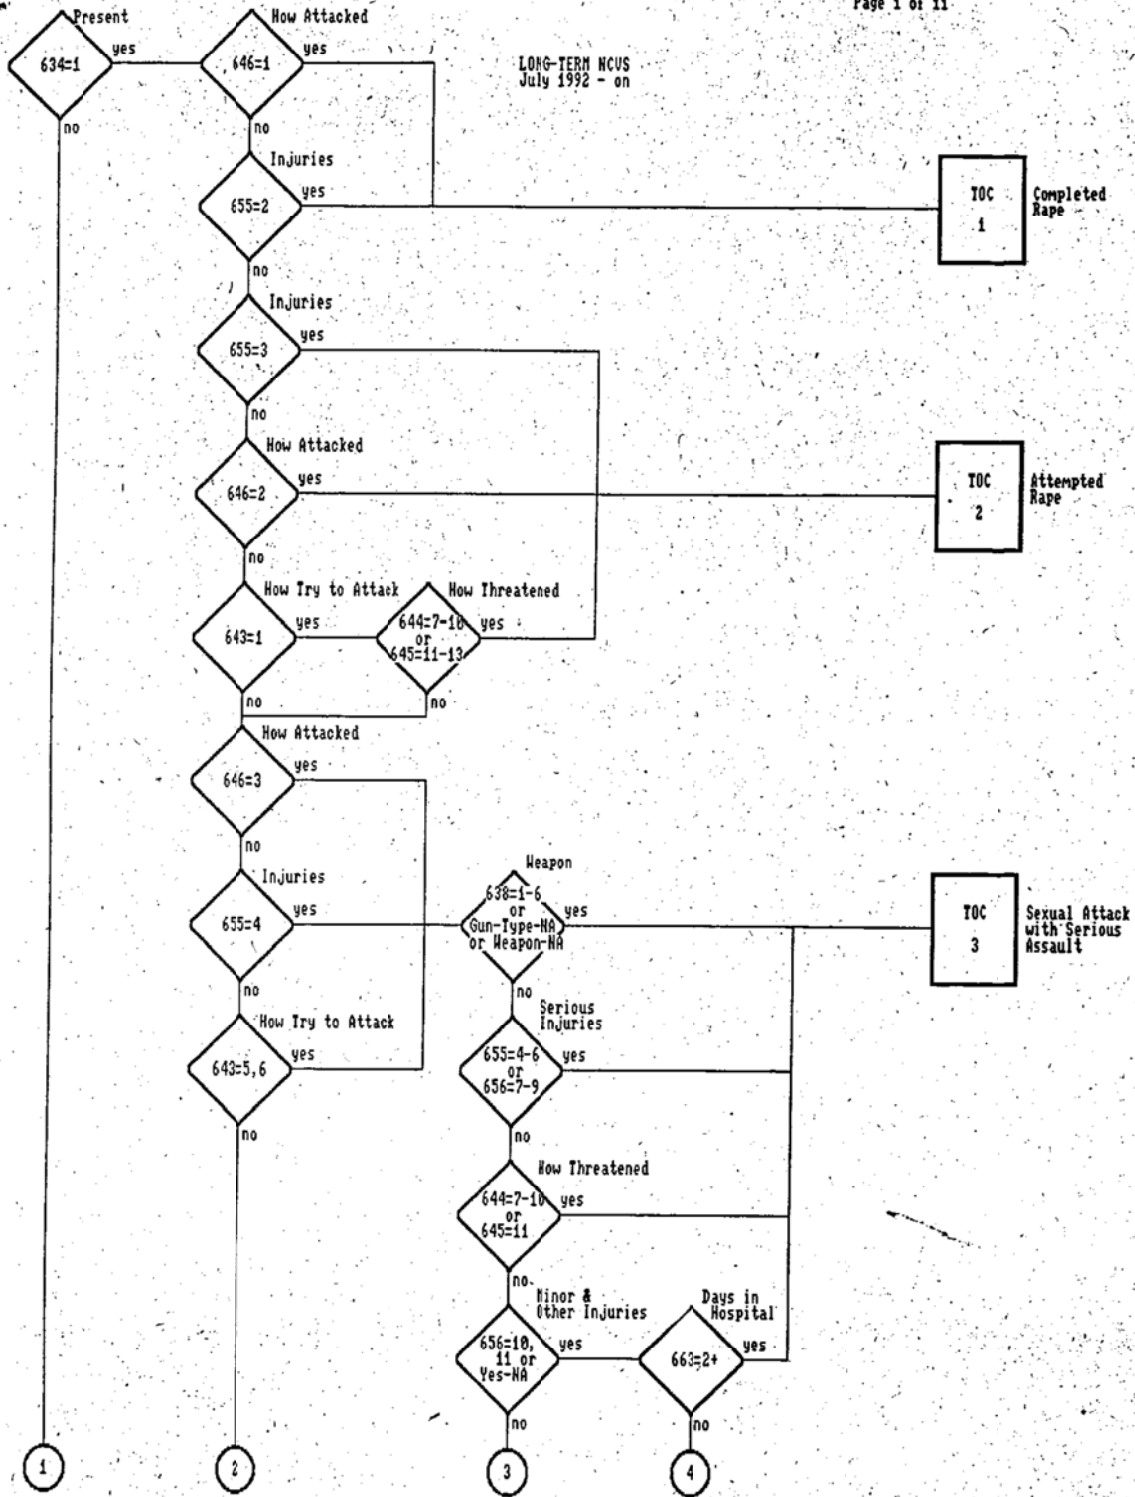 Page 1 of 11
Present
How Attacked
634=1
yes
646=1
yes
LONG-TERM NCVS
July 1992 - on
no
no
Injuries
655=2
yes
TOC
1
Completed
Rape
no
Injuries
655=3
yes
no
How Attacked
646=2
yes
TOC
2
Attempted
Rape
no
How Try to Attack
How Threatened
643=1
yes
644=7-10
or
645=11-13
yes
no
no
How Attacked
646=3
yes
no
Injuries
655=4
yes
Weapon
638=1-6
or
Gun-Type-NA
or Weapon-NA
yes
TOC
3
Sexual Attack
with Serious
Assault
no
no
How Try to Attack
643=5,6
yes
Serious
Injuries
655=4-6
or
656=7-9
yes
no
no
How Threatened
644=7-10
or
645=11
yes
no
Minor &
Other Injuries
656=10,
11 or
Yes-NA
yes
Days in
Hospital
663=2+
yes
no
no
1
2
3
4